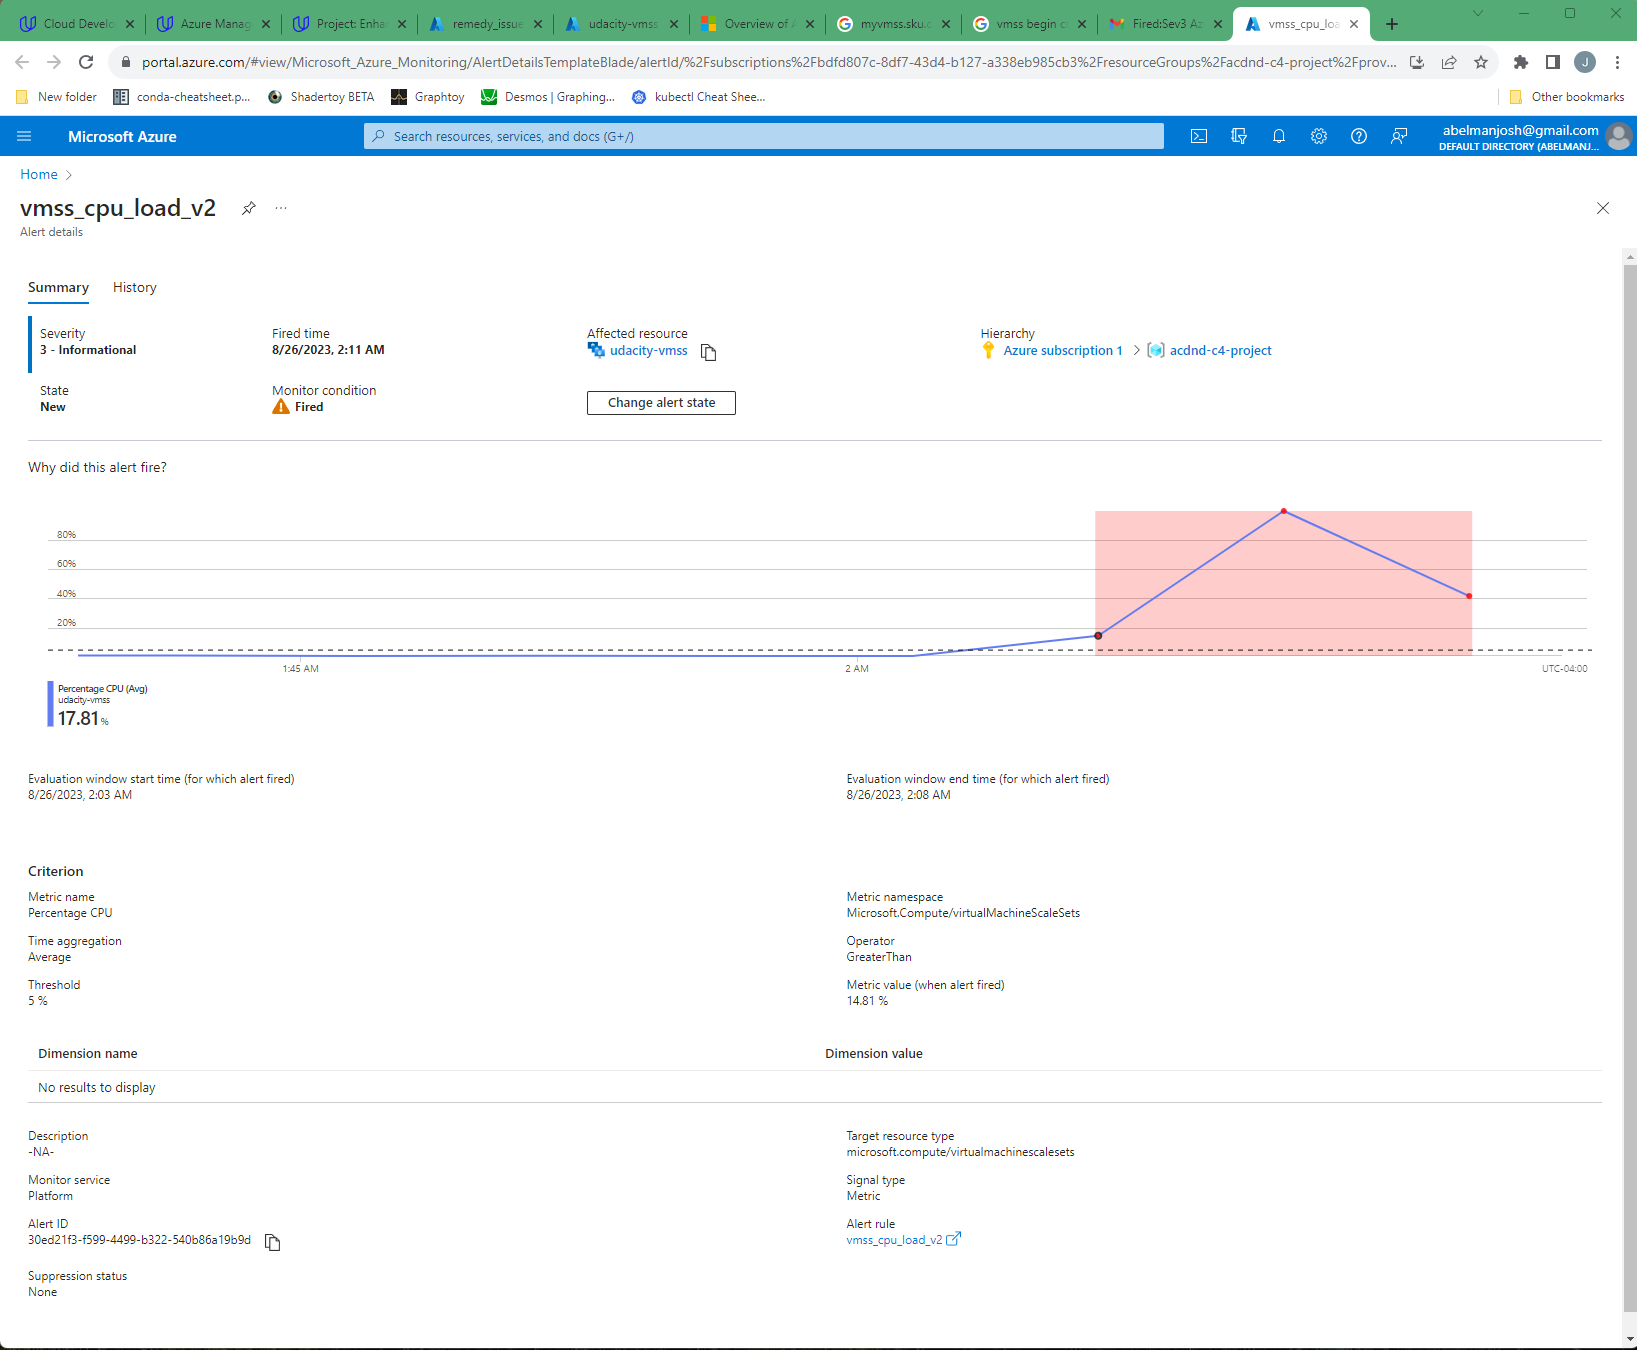 Cloud Develo
Azure Manag
Project: Enha
remedy_issue
udacity-vmss
Overview of A
myvmss.sku.c
vmss begin c
Fired:Sev3 Az
vmss_cpu_loa
portal.azure.com/#view/Microsoft_Azure_Monitoring/AlertDetailsTemplateBlade/alertId/%2Fsubscriptions%2Fbdfd807c-8df7-43d4-b127-a338eb985cb3%2FresourceGroups%2Facdnd-c4-project%2Fprov...
J
New folder
conda-cheatsheet.p...
Shadertoy BETA
Graphtoy
Desmos | Graphing...
kubectl Cheat Shee...
Other bookmarks
Microsoft Azure
Search resources, services, and docs (G+/)
abelmanjosh@gmail.com
DEFAULT DIRECTORY (ABELMANJ...
Home >
vmss_cpu_load_v2
...
Alert details
Summary
History
Severity
3 - Informational
Fired time
8/26/2023, 2:11 AM
Affected resource
udacity-vmss
Hierarchy
Azure subscription 1 > acdnd-c4-project
State
New
Monitor condition
Fired
Change alert state
Why did this alert fire?
80%
60%
40%
20%
1:45 AM
2 AM
UTC-04:00
Percentage CPU (Avg)
udacity-vmss
17.81 %
Evaluation window start time (for which alert fired)
8/26/2023, 2:03 AM
Evaluation window end time (for which alert fired)
8/26/2023, 2:08 AM
Criterion
Metric name
Percentage CPU
Metric namespace
Microsoft.Compute/virtualMachineScaleSets
Time aggregation
Average
Operator
GreaterThan
Threshold
5 %
Metric value (when alert fired)
14.81 %
Dimension name
Dimension value
No results to display
Description
-NA-
Target resource type
microsoft.compute/virtualmachinescalesets
Monitor service
Platform
Signal type
Metric
Alert ID
30ed21f3-f599-4499-b322-540b86a19b9d
Alert rule
vmss_cpu_load_v2
Suppression status
None